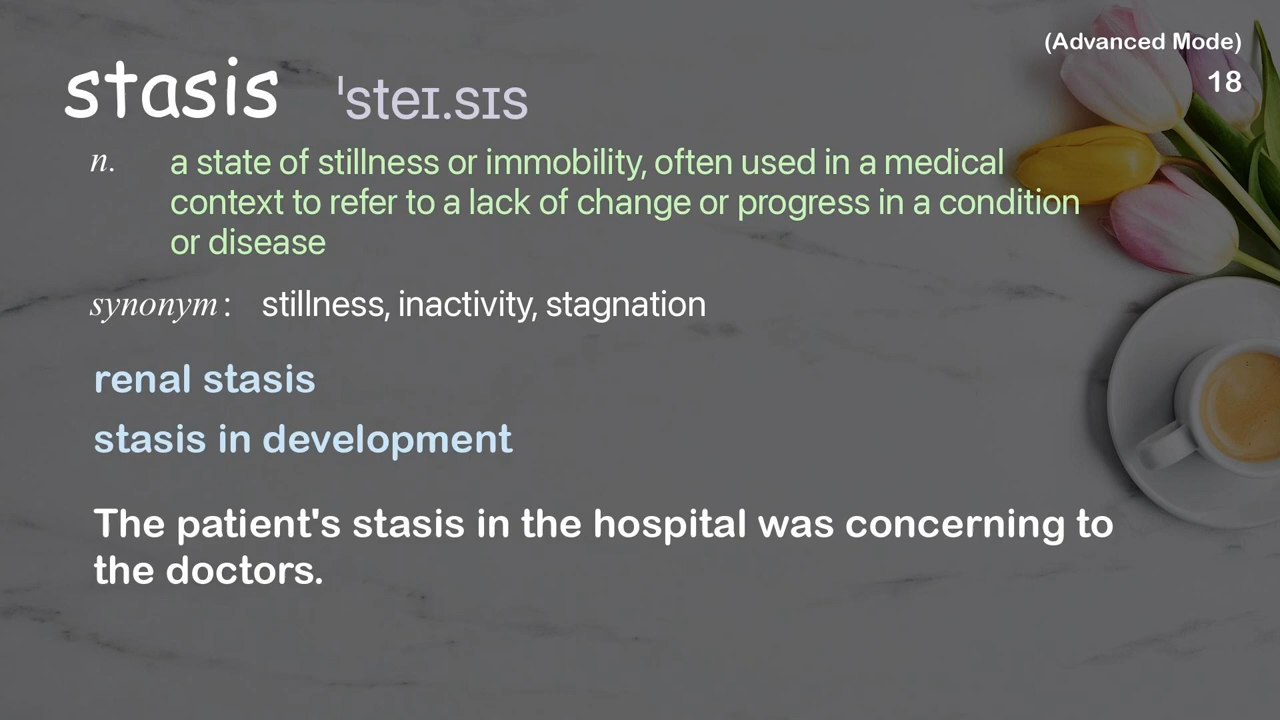 (Advanced Mode)
18
stasis ˈsteɪ.sɪs
n. a state of stillness or immobility, often used in a medical
context to refer to a lack of change or progress in a condition
or disease
synonym: stillness, inactivity, stagnation
renal stasis
stasis in development
The patient's stasis in the hospital was concerning to
the doctors.